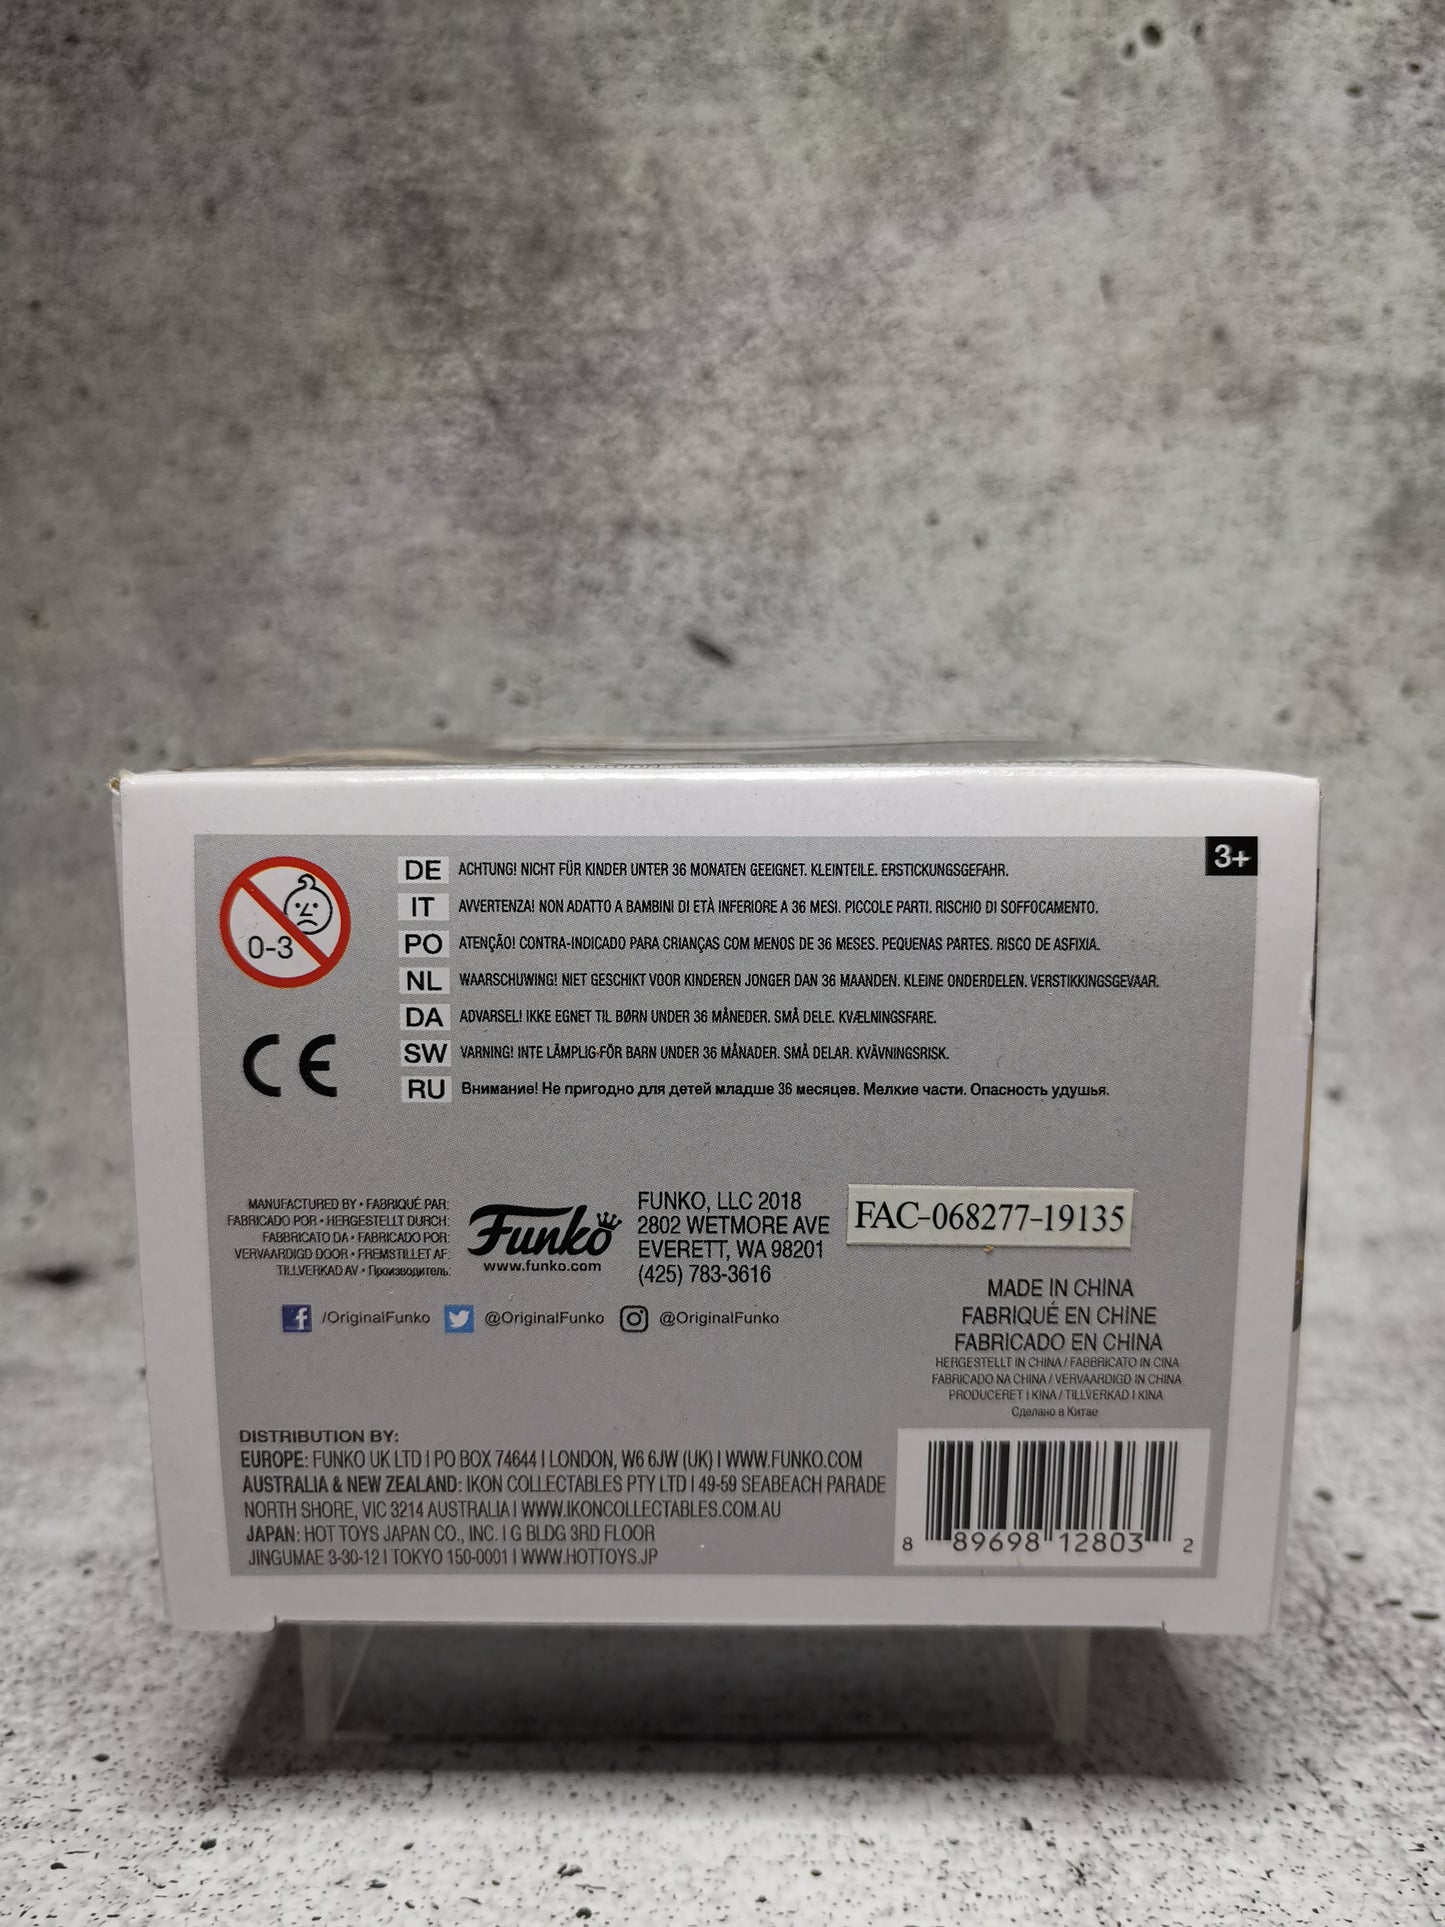 3+
0-3
DE ACHTUNG! NICHT FÜR KINDER UNTER 36 MONATEN GEEIGNET. KLEINTEILE. ERSTICKUNGSGEFAHR.
IT AVVERTENZA! NON ADATTO A BAMBINI DI ETÀ INFERIORE A 36 MESI. PICCOLE PARTI. RISCHIO DI SOFFOCAMENTO.
PO ATENÇÃO! CONTRA-INDICADO PARA CRIANÇAS COM MENOS DE 36 MESES. PEQUENAS PARTES. RISCO DE ASFIXIA.
NL WAARSCHUWING! NIET GESCHIKT VOOR KINDEREN JONGER DAN 36 MAANDEN. KLEINE ONDERDELEN. VERSTIKKINGSGEVAAR.
DA ADVARSEL! IKKE EGNET TIL BØRN UNDER 36 MÅNEDER. SMÅ DELE. KVÆLNINGSFARE.
SW VARNING! INTE LÄMPLIG FÖR BARN UNDER 36 MÅNADER. SMÅ DELAR. KVÄVNINGSRISK.
RU Внимание! Не пригодно для детей младше 36 месяцев. Мелкие части. Опасность удушья.
CE
MANUFACTURED BY • FABRIQUÉ PAR:
FABRICADO POR • HERGESTELLT DURCH:
FABBRICATO DA • FABRICADO POR:
VERVAARDIGD DOOR • FREMSTILLET AF:
TILLVERKAD AV • Производитель:
Funko
www.funko.com
FUNKO, LLC 2018
2802 WETMORE AVE
EVERETT, WA 98201
(425) 783-3616
FAC-068277-19135
/OriginalFunko @OriginalFunko @OriginalFunko
MADE IN CHINA
FABRIQUÉ EN CHINE
FABRICADO EN CHINA
HERGESTELLT IN CHINA / FABBRICATO IN CINA
FABRICADO NA CHINA / VERVAARDIGD IN CHINA
PRODUCERET I KINA / TILLVERKAD I KINA
Сделано в Китае
DISTRIBUTION BY:
EUROPE: FUNKO UK LTD | PO BOX 74644 | LONDON, W6 6JW (UK) | WWW.FUNKO.COM
AUSTRALIA & NEW ZEALAND: IKON COLLECTABLES PTY LTD | 49-59 SEABEACH PARADE
NORTH SHORE, VIC 3214 AUSTRALIA | WWW.IKONCOLLECTABLES.COM.AU
JAPAN: HOT TOYS JAPAN CO., INC. | G BLDG 3RD FLOOR
JINGUMAE 3-30-12 | TOKYO 150-0001 | WWW.HOTTOYS.JP
8 89698 12803 2